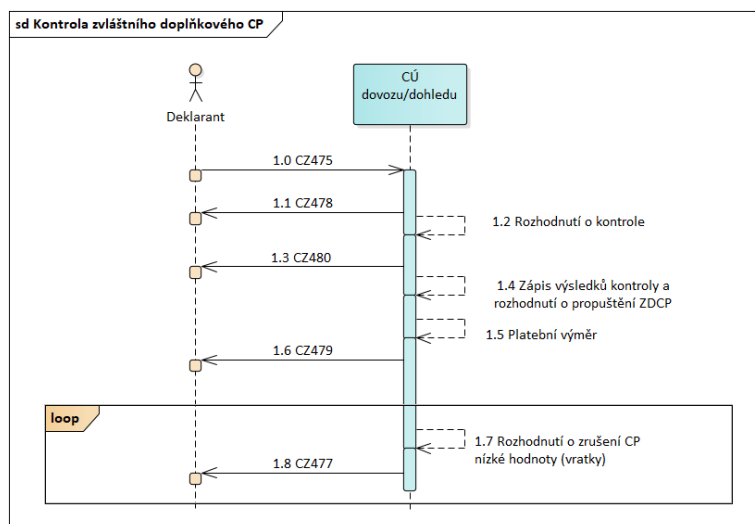 sd Kontrola zvláštního doplňkového CP
CÚ
dovozu/dohledu
Deklarant
1.0 CZ475
1.1 CZ478
1.2 Rozhodnutí o kontrole
1.3 CZ480
1.4 Zápis výsledků kontroly a
rozhodnutí o propuštění ZDCP
1.5 Platební výměr
1.6 CZ479
loop
1.7 Rozhodnutí o zrušení CP
nízké hodnoty (vratky)
1.8 CZ477